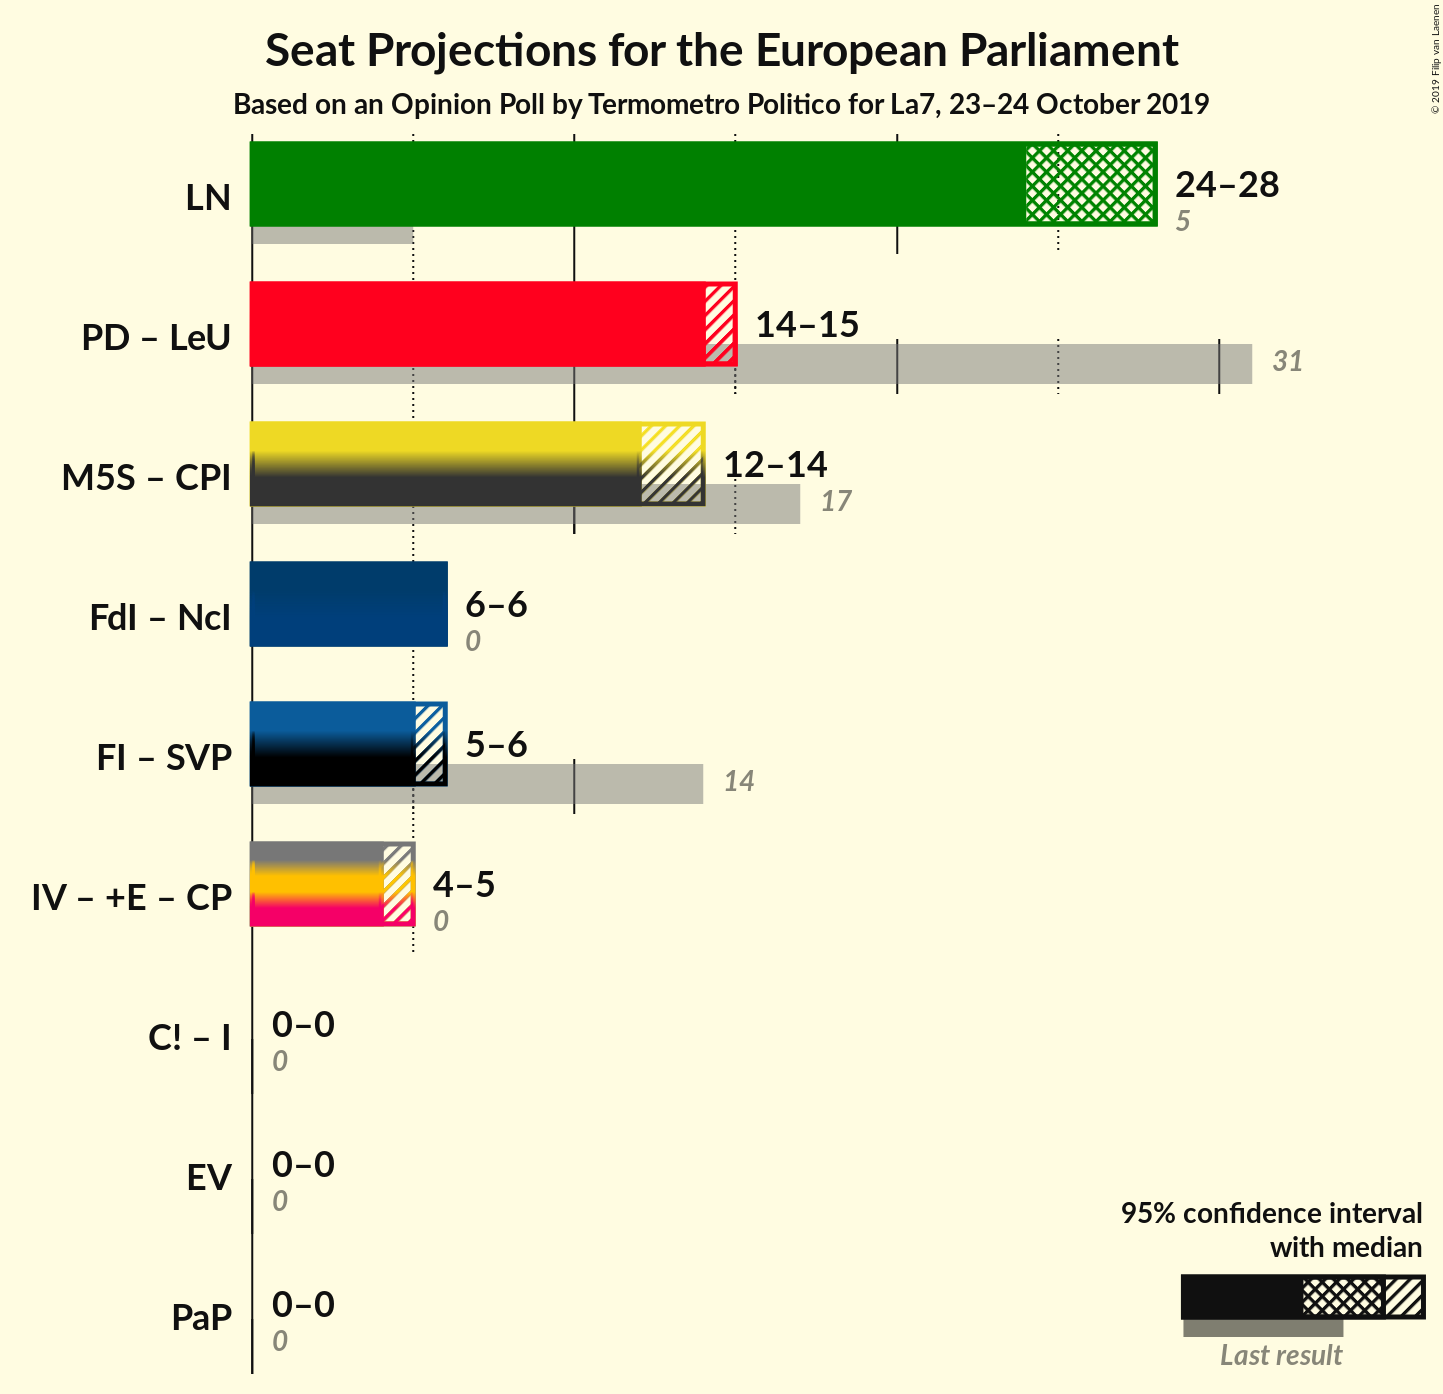 Seat Projections for the European Parliament
Based on an Opinion Poll by Termometro Politico for La7, 23–24 October 2019
© 2019 Filip van Laenen
LN
24–28
5
PD – LeU
14–15
31
M5S – CPI
12–14
17
FdI – NcI
6–6
0
FI – SVP
5–6
14
IV – +E – CP
4–5
0
C! – I
0–0
0
EV
0–0
0
PaP
0–0
0
95% confidence interval
with median
Last result